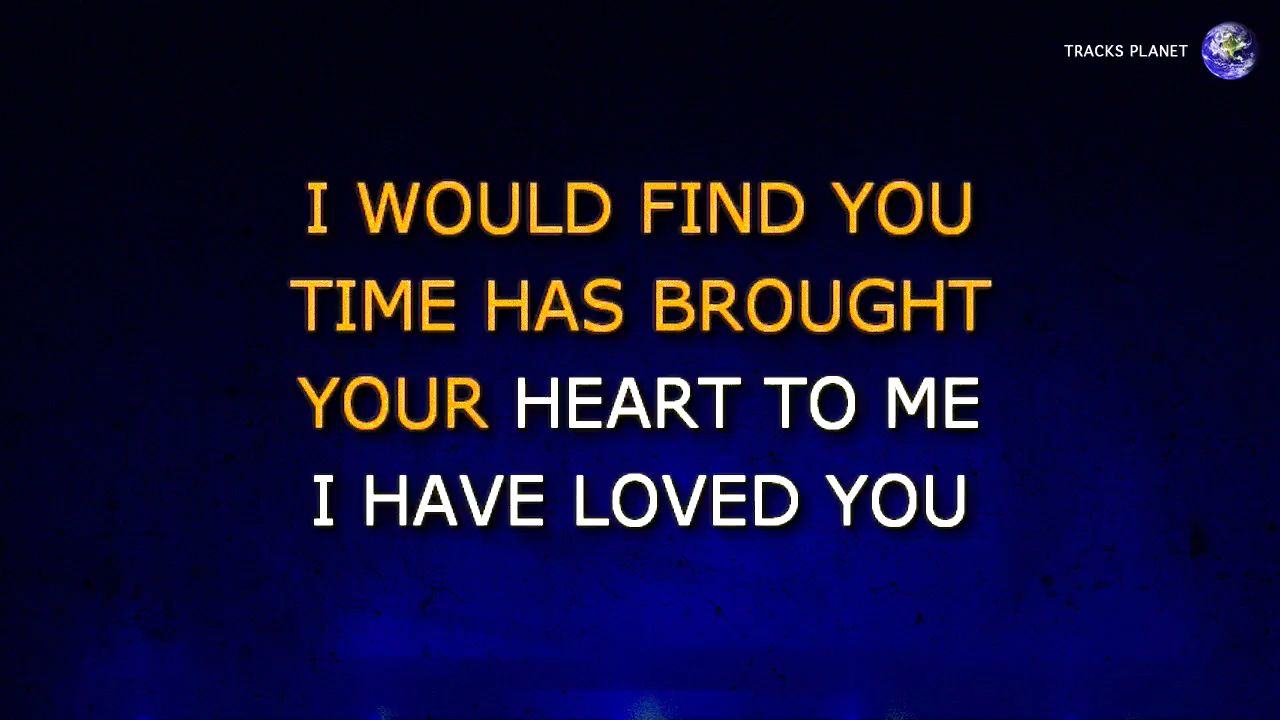 TRACKS PLANET
I WOULD FIND YOU
TIME HAS BROUGHT
YOUR HEART TO ME
I HAVE LOVED YOU